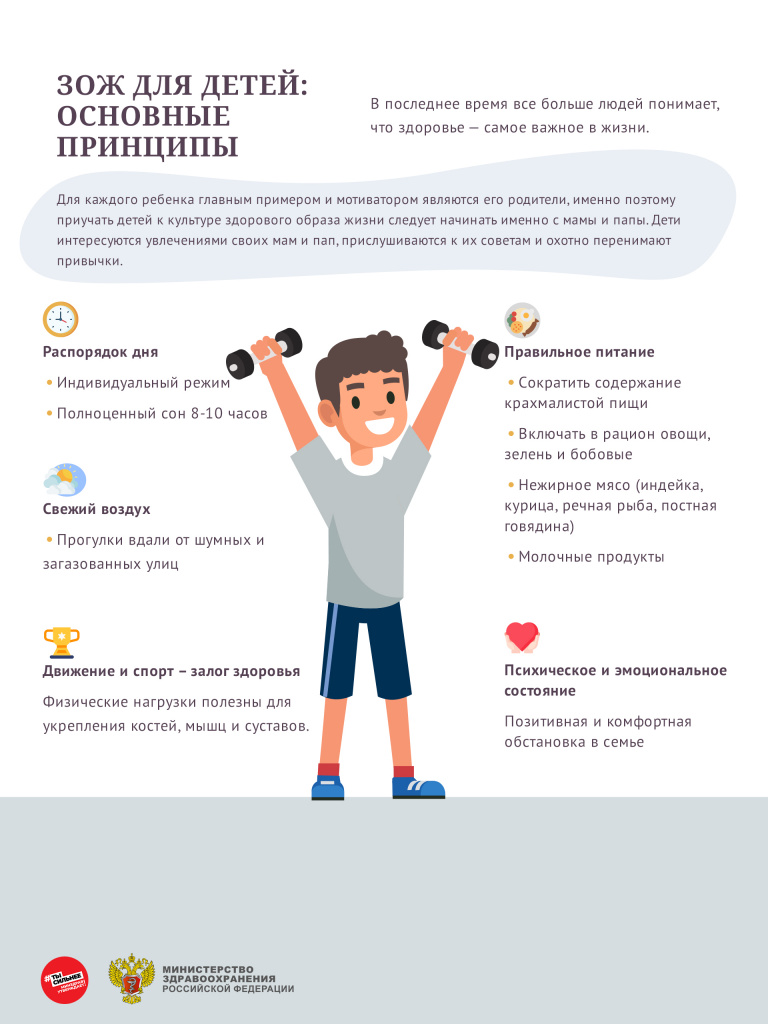 ЗОЖ ДЛЯ ДЕТЕЙ:
ОСНОВНЫЕ
ПРИНЦИПЫ
В последнее время все больше людей понимает,
что здоровье — самое важное в жизни.
Для каждого ребенка главным примером и мотиватором являются его родители, именно поэтому
приучать детей к культуре здорового образа жизни следует начинать именно с мамы и папы. Дети
интересуются увлечениями своих мам и пап, прислушиваются к их советам и охотно перенимают
привычки.
Распорядок дня
• Индивидуальный режим
• Полноценный сон 8-10 часов
Свежий воздух
• Прогулки вдали от шумных и
загазованных улиц
Движение и спорт – залог здоровья
Физические нагрузки полезны для
укрепления костей, мышц и суставов.
Правильное питание
• Сократить содержание
крахмалистой пищи
• Включать в рацион овощи,
зелень и бобовые
• Нежирное мясо (индейка,
курица, речная рыба, постная
говядина)
• Молочные продукты
Психическое и эмоциональное
состояние
Позитивная и комфортная
обстановка в семье
#ТЫ
СИЛЬНЕЕ
МИНЗДРАВ
УТВЕРЖДАЕТ!
МИНИСТЕРСТВО
ЗДРАВООХРАНЕНИЯ
РОССИЙСКОЙ ФЕДЕРАЦИИ